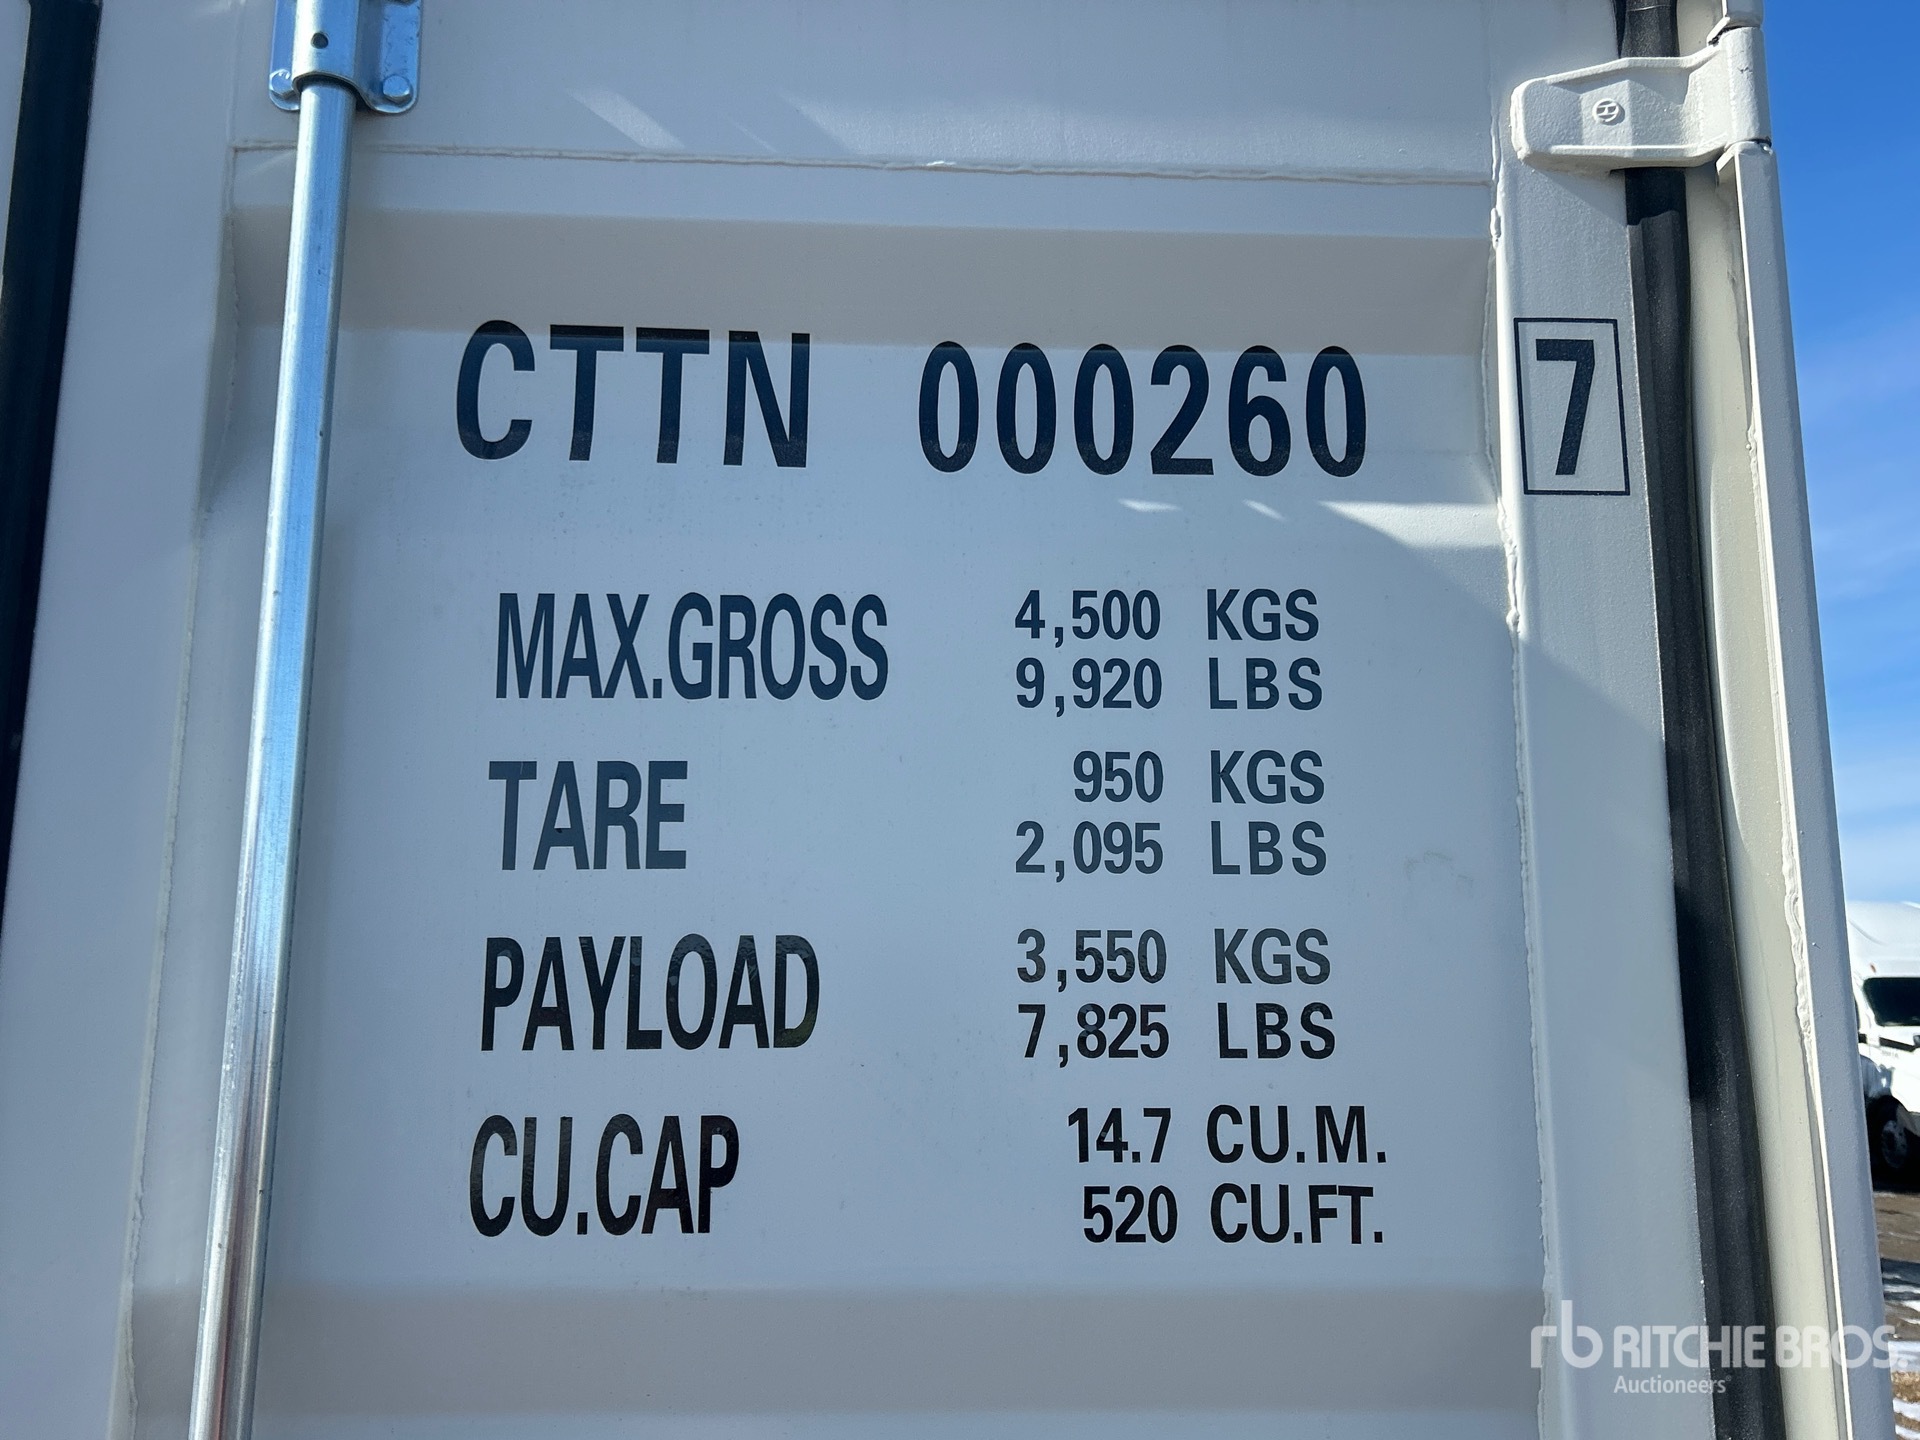 CTTN 000260 7
MAX.GROSS 4,500 KGS
9,920 LBS
TARE 950 KGS
2,095 LBS
PAYLOAD 3,550 KGS
7,825 LBS
CU.CAP 14.7 CU.M.
520 CU.FT.
rb RITCHIE BROS.
Auctioneers